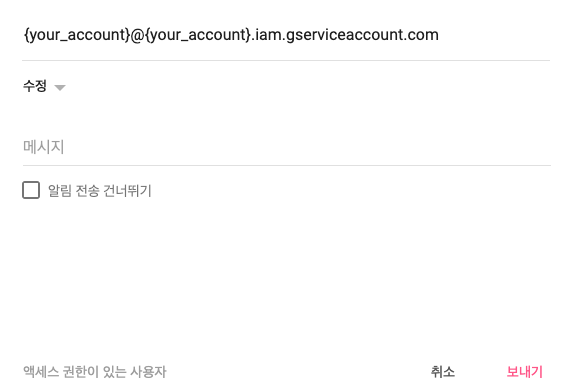 {your_account}@{your_account}.iam.gserviceaccount.com
수정
메시지
알림 전송 건너뛰기
액세스 권한이 있는 사용자 취소 보내기